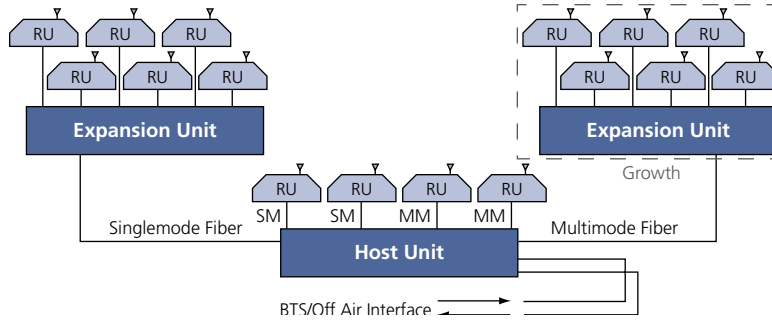 RU RU RU RU RU RU
RU RU RU RU RU RU
Expansion Unit Expansion Unit
Growth
RU RU RU RU
SM SM MM MM
Singlemode Fiber Multimode Fiber
Host Unit
BTS/Off Air Interface